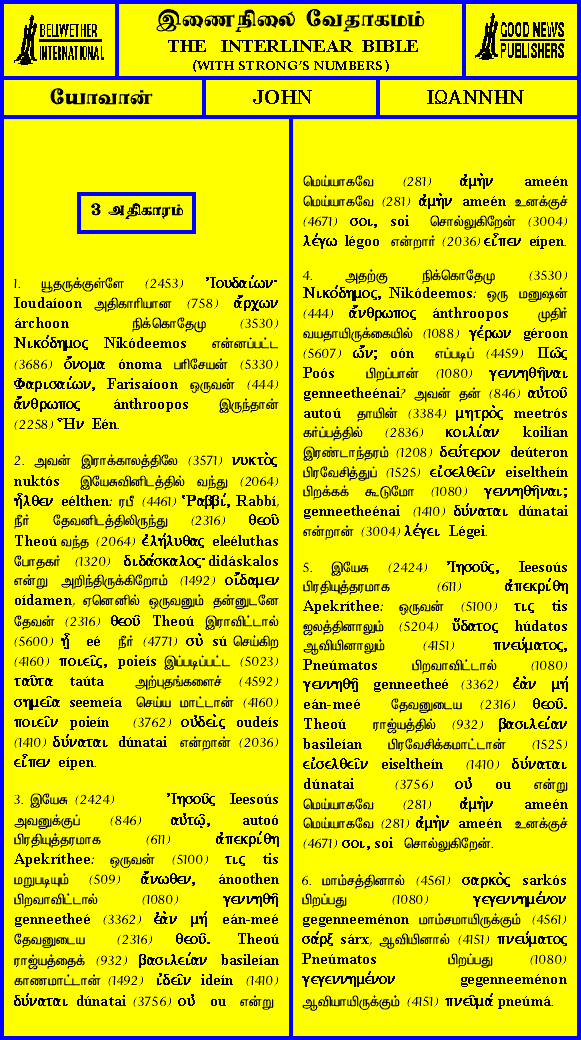 BELLWETHER
INTERNATIONAL
இணைநிலை வேதாகமம்
THE INTERLINEAR BIBLE
(WITH STRONG'S NUMBERS)
GOOD NEWS
PUBLISHERS
யோவான்
JOHN
ΙΩΑΝΝΗΝ
3 அதிகாரம்
1. யூதருக்குள்ளே (2453) Ἰουδαίων·
Ioudaíoon அதிகாரியான (758) ἄρχων
árchoon நிக்கொதேமு (3530)
Νικόδημος Nikódeemos என்னப்பட்ட
(3686) ὄνομα ónoma பரிசேயன் (5330)
Φαρισαίων, Farisaíoon ஒருவன் (444)
ἄνθρωπος ánthroopos இருந்தான்
(2258) Ἦν Eén.
2. அவன் இராக்காலத்திலே (3571) νυκτὸς
nuktós இயேசுவினிடத்தில் வந்து (2064)
ἦλθεν eélthen: ரபீ (4461) Ῥαββί, Rabbí,
நீர் தேவனிடத்திலிருந்து (2316) θεοῦ
Theoú வந்த (2064) ἐλήλυθας eleéluthas
போதகர் (1320) διδάσκαλος· didáskalos
என்று அறிந்திருக்கிறோம் (1492) οἴδαμεν
oídamen, ஏனெனில் ஒருவனும் தன்னுடனே
தேவன் (2316) θεοῦ Theoú இராவிட்டால்
(5600) ᾖ eé நீர் (4771) σὺ sú செய்கிற
(4160) ποιεῖς, poieís இப்படிப்பட்ட (5023)
ταῦτα taúta அற்புதங்களைச் (4592)
σημεῖα seemeía செய்ய மாட்டான் (4160)
ποιεῖν poieín (3762) οὐδεὶς oudeís
(1410) δύναται dúnatai என்றான் (2036)
εἶπεν eípen.
3. இயேசு (2424) Ἰησοῦς Ieesoús
அவனுக்குப் (846) αὐτῷ, autoó
பிரதியுத்தரமாக (611) ἀπεκρίθη
Apekríthee: ஒருவன் (5100) τις tis
மறுபடியும் (509) ἄνωθεν, ánoothen
பிறவாவிட்டால் (1080) γεννηθῇ
genneetheé (3362) ἐὰν μή eán-meé
தேவனுடைய (2316) θεοῦ. Theoú
ராஜ்யத்தைக் (932) βασιλείαν basileían
காணமாட்டான் (1492) ἰδεῖν ideín (1410)
δύναται dúnatai (3756) οὐ ou என்று
மெய்யாகவே (281) ἀμὴν ameén
மெய்யாகவே (281) ἀμὴν ameén உனக்குச்
(4671) σοι, soi சொல்லுகிறேன் (3004)
λέγω légoo என்றார் (2036) εἶπεν eípen.
4. அதற்கு நிக்கொதேமு (3530)
Νικόδημος, Nikódeemos: ஒரு மனுஷன்
(444) ἄνθρωπος ánthroopos முதிர்
வயதாயிருக்கையில் (1088) γέρων géroon
(5607) ὤν; oón எப்படிப் (4459) Πῶς
Poós பிறப்பான் (1080) γεννηθῆναι
genneetheénai? அவன் தன் (846) αὐτοῦ
autoú தாயின் (3384) μητρὸς meetrós
கர்ப்பத்தில் (2836) κοιλίαν koilían
இரண்டாந்தரம் (1208) δεύτερον deúteron
பிரவேசித்துப் (1525) εἰσελθεῖν eiseltheín
பிறக்கக் கூடுமோ (1080) γεννηθῆναι;
genneetheénai (1410) δύναται dúnatai
என்றான் (3004) λέγει Légei.
5. இயேசு (2424) Ἰησοῦς, Ieesoús
பிரதியுத்தரமாக (611) ἀπεκρίθη
Apekríthee: ஒருவன் (5100) τις tis
ஜலத்தினாலும் (5204) ὕδατος húdatos
ஆவியினாலும் (4151) πνεύματος,
Pneúmatos பிறவாவிட்டால் (1080)
γεννηθῇ genneetheé (3362) ἐὰν μή
eán-meé தேவனுடைய (2316) θεοῦ.
Theoú ராஜ்யத்தில் (932) βασιλείαν
basileían பிரவேசிக்கமாட்டான் (1525)
εἰσελθεῖν eiseltheín (1410) δύναται
dúnatai (3756) οὐ ou என்று
மெய்யாகவே (281) ἀμὴν ameén
மெய்யாகவே (281) ἀμὴν ameén உனக்குச்
(4671) σοι, soi சொல்லுகிறேன்.
6. மாம்சத்தினால் (4561) σαρκὸς sarkós
பிறப்பது (1080) γεγεννημένον
gegenneeménon மாம்சமாயிருக்கும் (4561)
σάρξ sárx, ஆவியினால் (4151) πνεύματος
Pneúmatos பிறப்பது (1080)
γεγεννημένον gegenneeménon
ஆவியாயிருக்கும் (4151) πνεῦμά pneúmá.